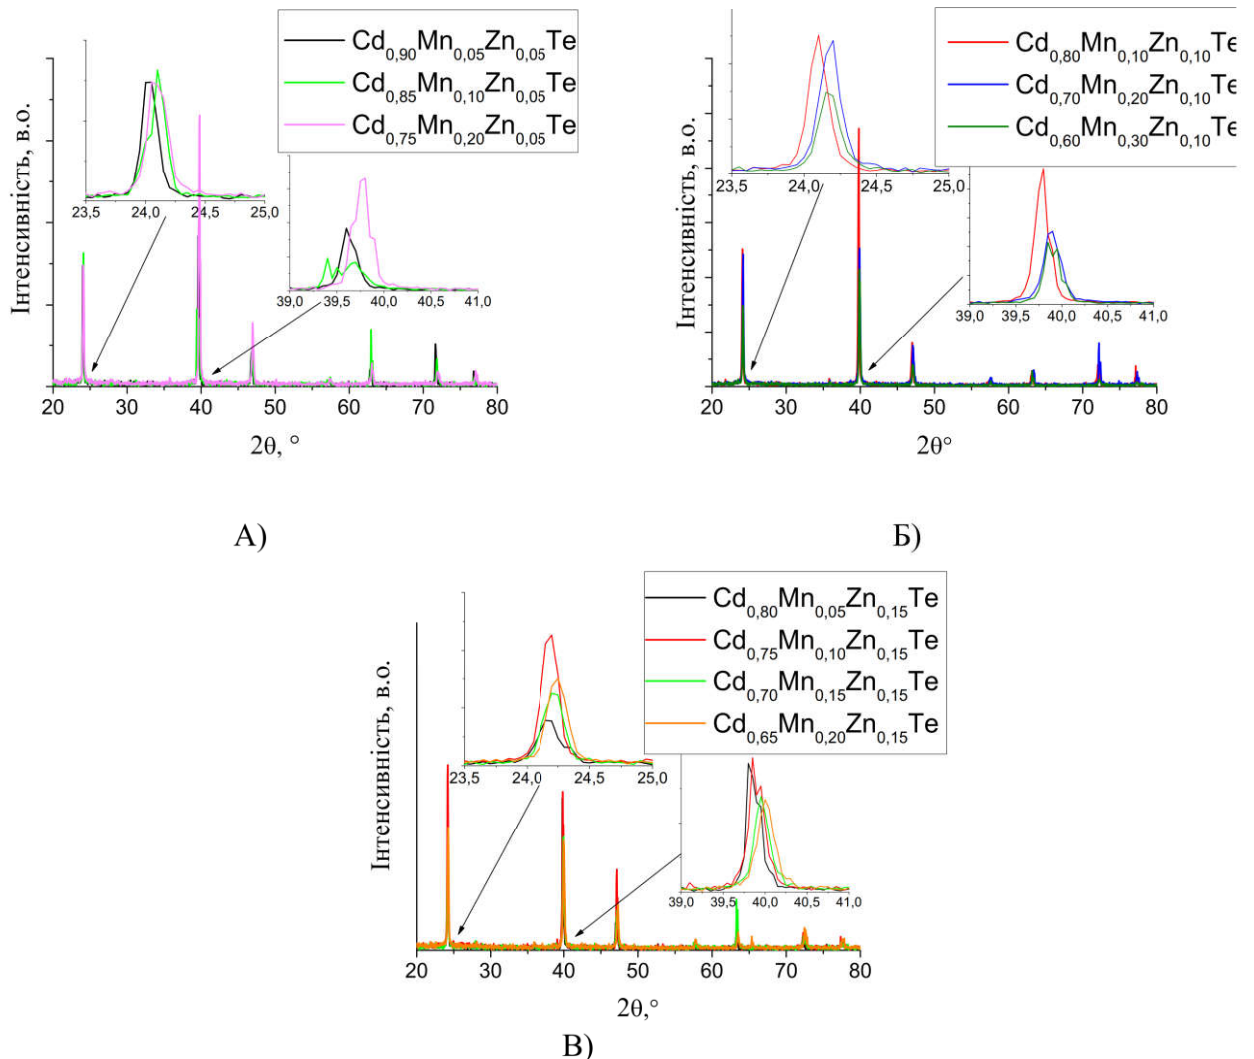 Cd0,90Mn0,05Zn0,05Te
Cd0,85Mn0,10Zn0,05Te
Cd0,75Mn0,20Zn0,05Te
23,5 24,0 24,5 25,0
39,0 39,5 40,0 40,5 41,0
Інтенсивність, в.о.
20 30 40 50 60 70 80
2θ, °
А)
Cd0,80Mn0,10Zn0,10Te
Cd0,70Mn0,20Zn0,10Te
Cd0,60Mn0,30Zn0,10Te
23,5 24,0 24,5 25,0
39,0 39,5 40,0 40,5 41,0
Інтенсивність, в.о.
20 30 40 50 60 70 80
2θ°
Б)
Cd0,80Mn0,05Zn0,15Te
Cd0,75Mn0,10Zn0,15Te
Cd0,70Mn0,15Zn0,15Te
Cd0,65Mn0,20Zn0,15Te
23,5 24,0 24,5 25,0
39,0 39,5 40,0 40,5 41,0
Інтенсивність, в.о.
20 30 40 50 60 70 80
2θ,°
В)